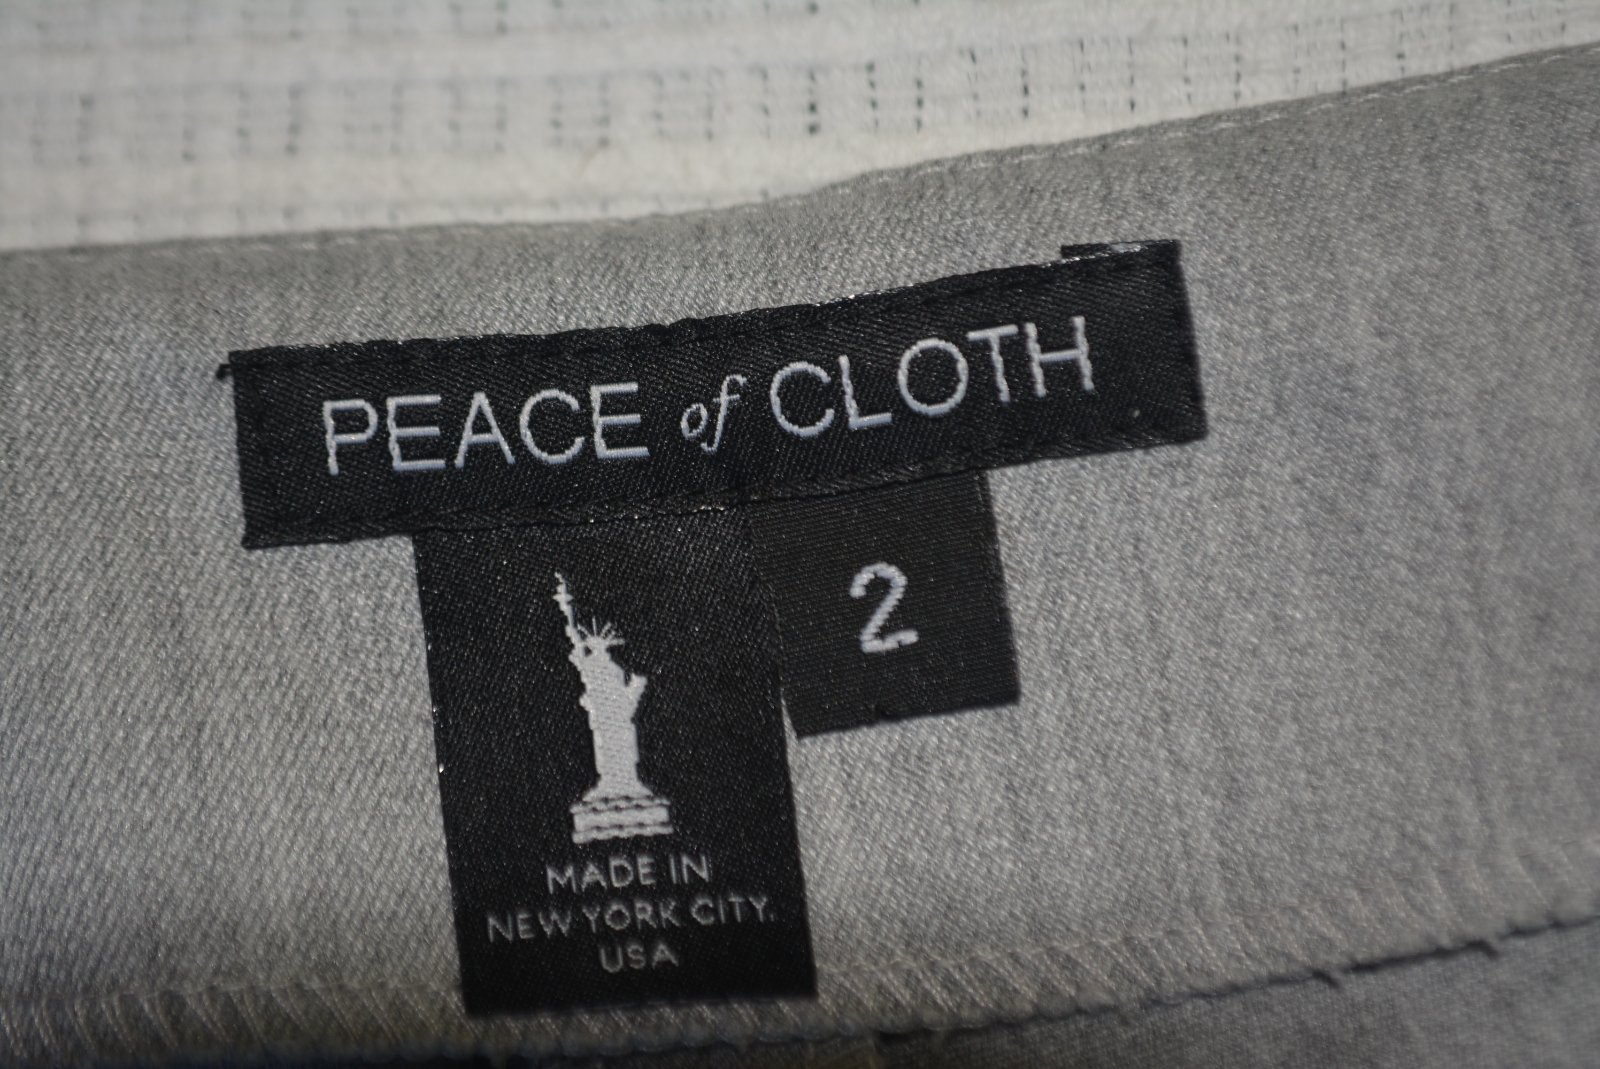 PEACE of CLOTH
2
MADE IN
NEW YORK CITY.
USA